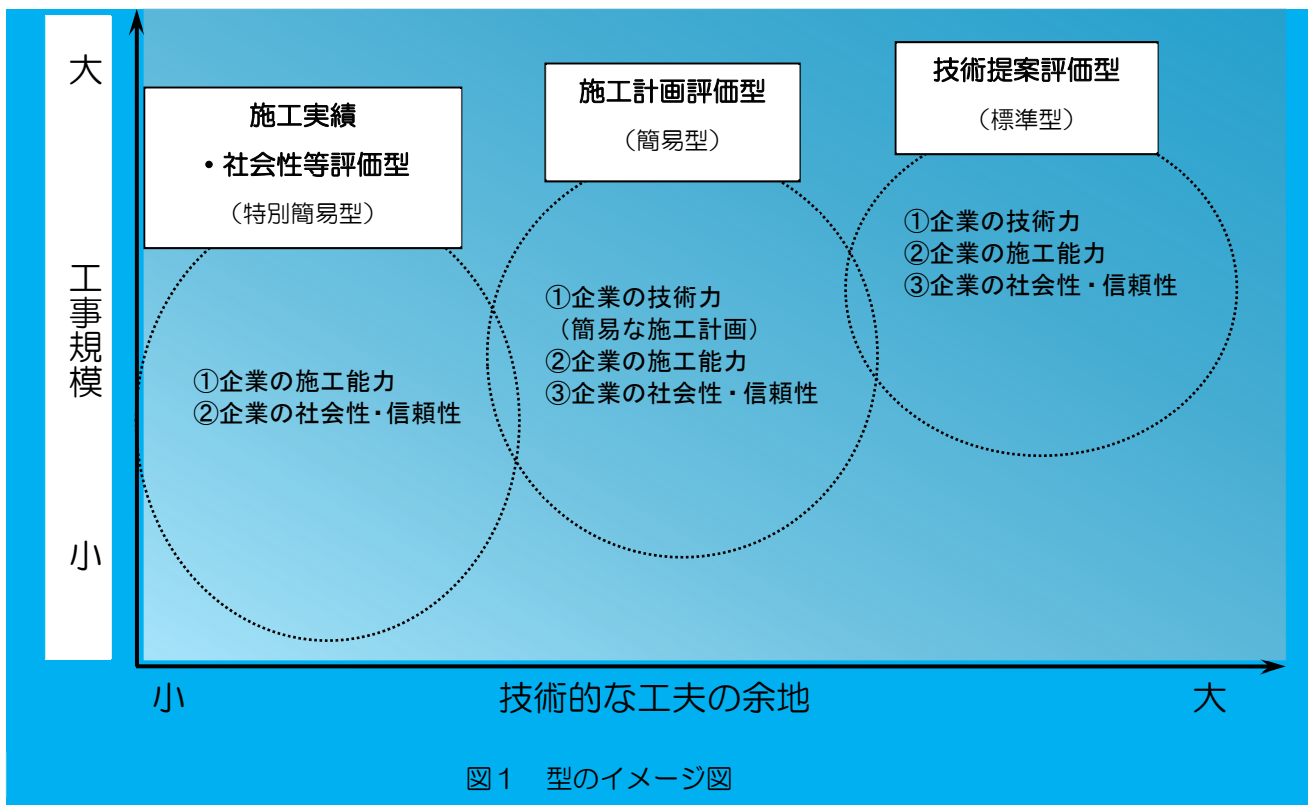 大
工事規模
小
施工実績
・社会性等評価型
（特別簡易型）
①企業の施工能力
②企業の社会性・信頼性
施工計画評価型
（簡易型）
①企業の技術力
（簡易な施工計画）
②企業の施工能力
③企業の社会性・信頼性
技術提案評価型
（標準型）
①企業の技術力
②企業の施工能力
③企業の社会性・信頼性
小
技術的な工夫の余地
大
図１　型のイメージ図